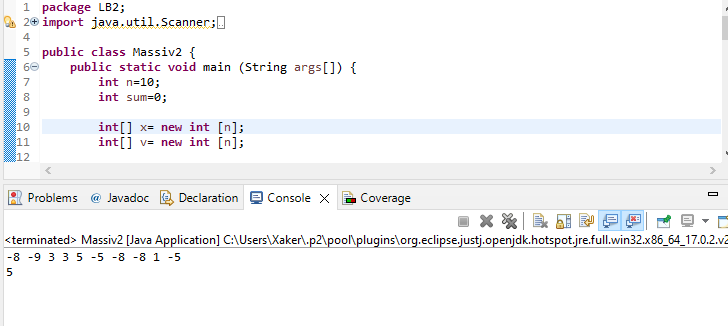 1 package LB2;
2 import java.util.Scanner;
4
5 public class Massiv2 {
6 public static void main (String args[]) {
7 int n=10;
8 int sum=0;
9
10 int[] x= new int [n];
11 int[] v= new int [n];
12
Problems @ Javadoc Declaration Console Coverage
<terminated> Massiv2 [Java Application] C:\Users\Xaker\.p2\pool\plugins\org.eclipse.justj.openjdk.hotspot.jre.full.win32.x86_64_17.0.2.v2
-8 -9 3 3 5 -5 -8 -8 1 -5
5